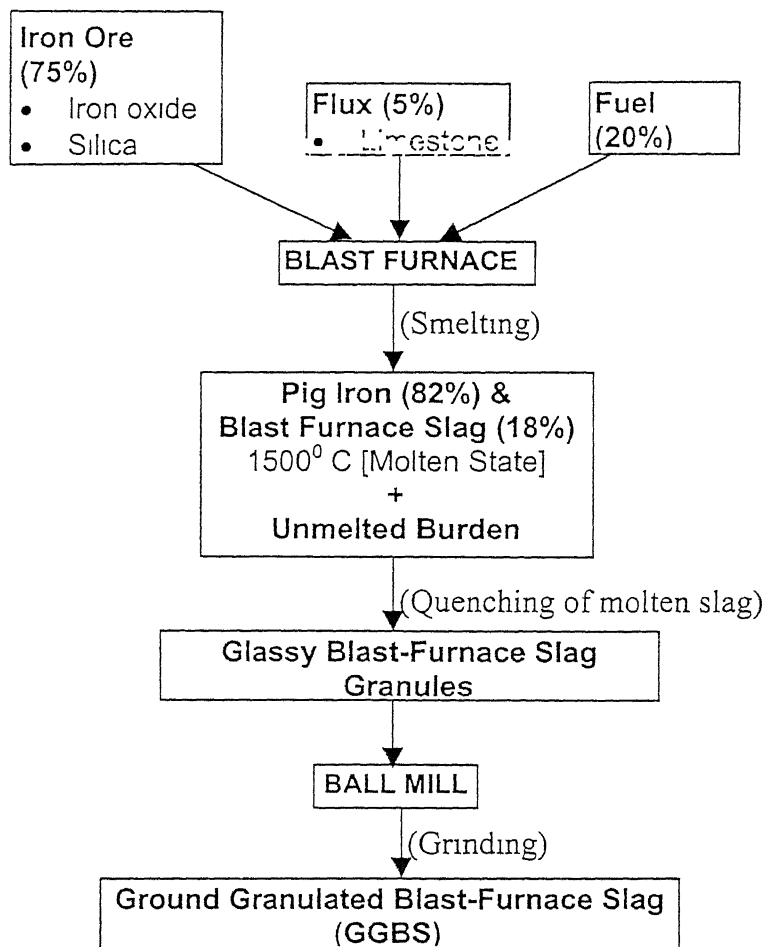 Iron Ore
(75%)
• Iron oxide
• Silica
Flux (5%)
• Limestone
Fuel
(20%)
BLAST FURNACE
(Smelting)
Pig Iron (82%) &
Blast Furnace Slag (18%)
1500⁰ C [Molten State]
+
Unmelted Burden
(Quenching of molten slag)
Glassy Blast-Furnace Slag
Granules
BALL MILL
(Grinding)
Ground Granulated Blast-Furnace Slag
(GGBS)